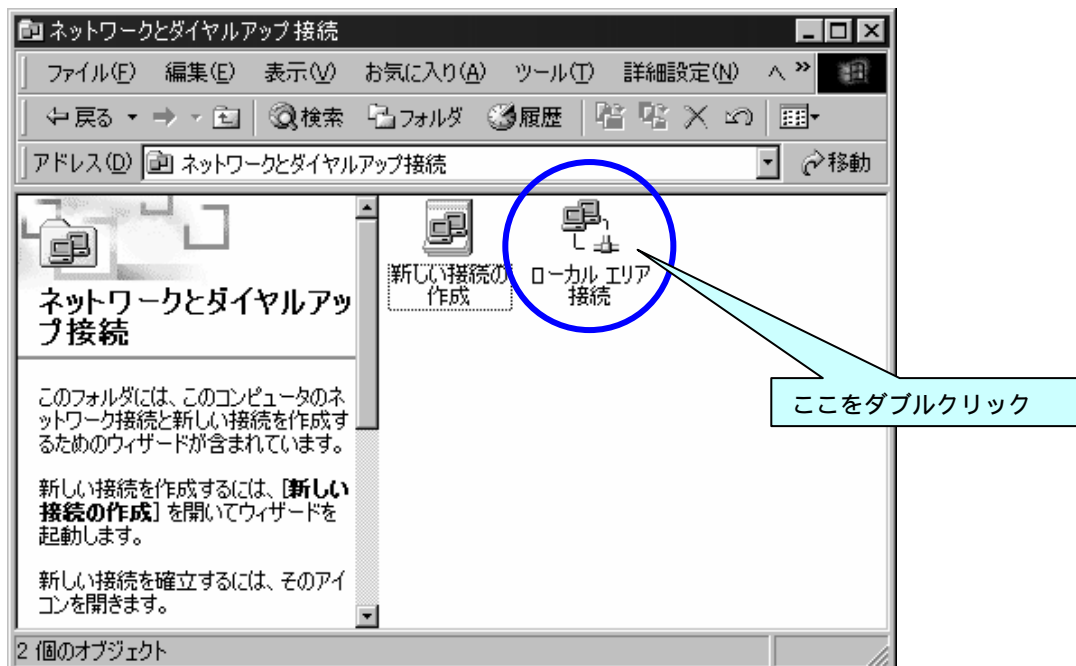 ネットワークとダイヤルアップ接続
ファイル(F) 編集(E) 表示(V) お気に入り(A) ツール(T) 詳細設定(N) ヘ »
戻る 検索 フォルダ 履歴
アドレス(D) ネットワークとダイヤルアップ接続 移動
ネットワークとダイヤルアッ
プ接続
このフォルダには、このコンピュータのネ
ットワーク接続と新しい接続を作成す
るためのウィザードが含まれています。
新しい接続を作成するには、[新しい
接続の作成] を開いてウィザードを
起動します。
新しい接続を確立するには、そのアイ
コンを開きます。
新しい接続の
作成
ローカル エリア
接続
ここをダブルクリック
2 個のオブジェクト